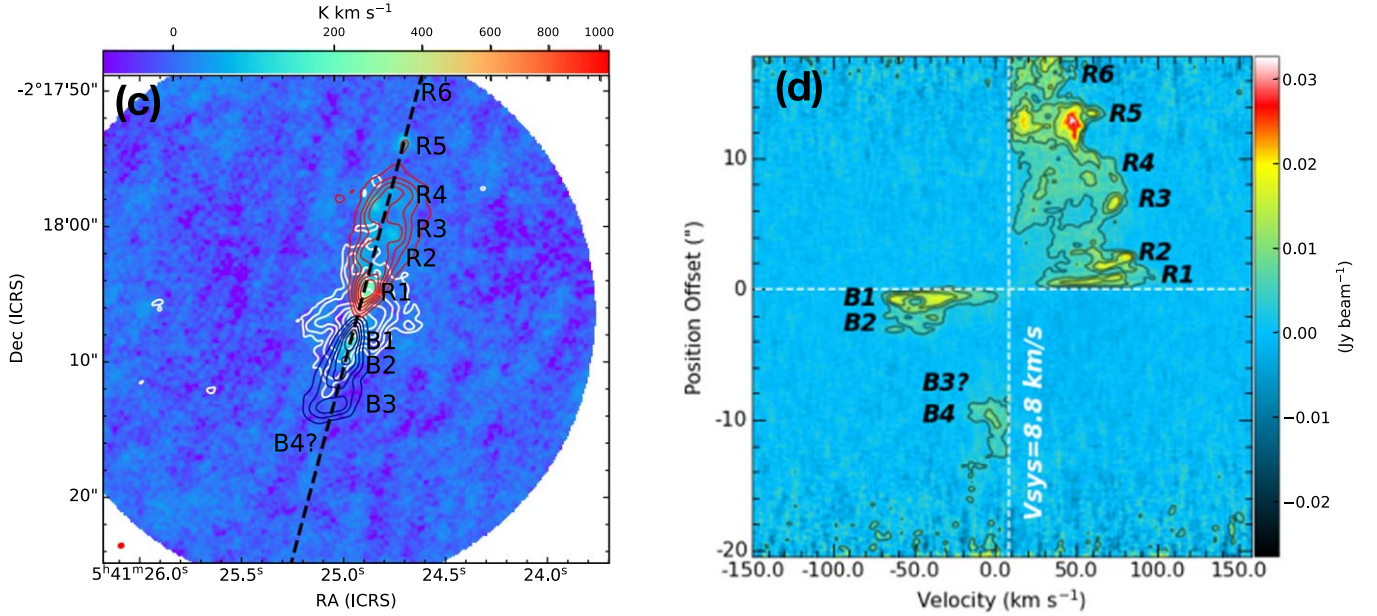 K km s⁻¹
0 200 400 600 800 1000
(c)
-2°17'50"
18'00"
10"
20"
Dec (ICRS)
R6
R5
R4
R3
R2
R1
B1
B2
B3
B4?
5ʰ41ᵐ26.0ˢ 25.5ˢ 25.0ˢ 24.5ˢ 24.0ˢ
RA (ICRS)
(d)
R6
R5
R4
R3
R2
R1
B1
B2
B3?
B4
Vsys=8.8 km/s
Position Offset (")
10
0
-10
-20
-150.0 -100.0 -50.0 0.0 50.0 100.0 150.0
Velocity (km s⁻¹)
0.03
0.02
0.01
0.00
−0.01
−0.02
(Jy beam⁻¹)